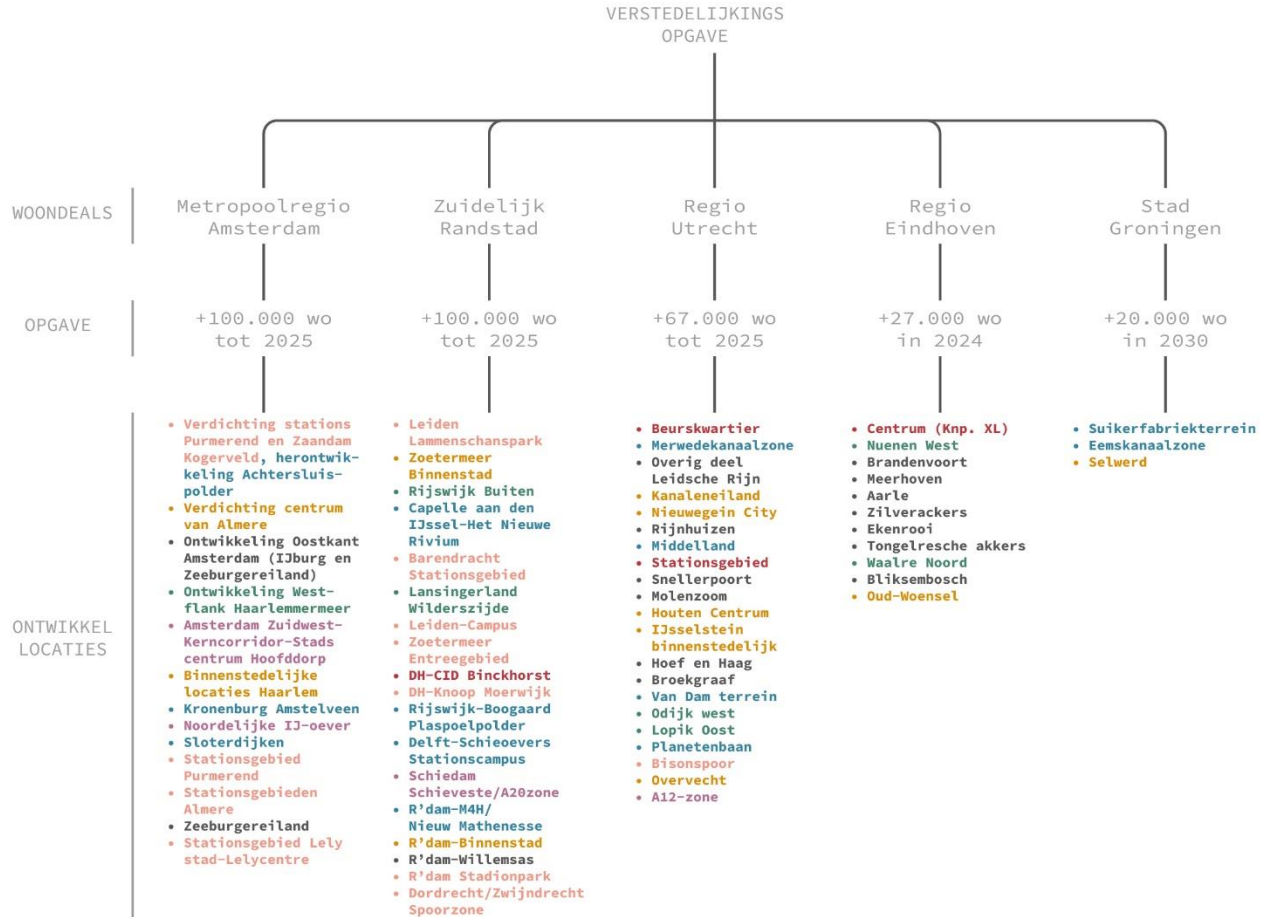 VERSTEDELIJKINGS
OPGAVE
WOONDEALS
Metropoolregio
Amsterdam
Zuidelijk
Randstad
Regio
Utrecht
Regio
Eindhoven
Stad
Groningen
OPGAVE
+100.000 wo
tot 2025
+100.000 wo
tot 2025
+67.000 wo
tot 2025
+27.000 wo
in 2024
+20.000 wo
in 2030
ONTWIKKEL
LOCATIES
• Verdichting stations
Purmerend en Zaandam
Kogerveld, herontwik-
keling Achtersluis-
polder
• Verdichting centrum
van Almere
• Ontwikkeling Oostkant
Amsterdam (IJburg en
Zeeburgereiland)
• Ontwikkeling West-
flank Haarlemmermeer
• Amsterdam Zuidwest-
Kerncorridor-Stads
centrum Hoofddorp
• Binnenstedelijke
locaties Haarlem
• Kronenburg Amstelveen
• Noordelijke IJ-oever
• Sloterdijken
• Stationsgebied
Purmerend
• Stationsgebieden
Almere
• Zeeburgereiland
• Stationsgebied Lely
stad-Lelycentre
• Leiden
Lammenschanspark
• Zoetermeer
Binnenstad
• Rijswijk Buiten
• Capelle aan den
IJssel-Het Nieuwe
Rivium
• Barendracht
Stationsgebied
• Lansingerland
Wilderszijde
• Leiden-Campus
• Zoetermeer
Entreegebied
• DH-CID Binckhorst
• DH-Knoop Moerwijk
• Rijswijk-Boogaard
Plaspoelpolder
• Delft-Schieoevers
Stationscampus
• Schiedam
Schieveste/A20zone
• R'dam-M4H/
Nieuw Mathenesse
• R'dam-Binnenstad
• R'dam-Willemsas
• R'dam Stadionpark
• Dordrecht/Zwijndrecht
Spoorzone
• Beurskwartier
• Merwedekanaalzone
• Overig deel
Leidsche Rijn
• Kanaleneiland
• Nieuwegein City
• Rijnhuizen
• Middelland
• Stationsgebied
• Snellerpoort
• Molenzoom
• Houten Centrum
• IJsselstein
binnenstedelijk
• Hoef en Haag
• Broekgraaf
• Van Dam terrein
• Odijk west
• Lopik Oost
• Planetenbaan
• Bisonspoor
• Overvecht
• A12-zone
• Centrum (Knp. XL)
• Nuenen West
• Brandenvoort
• Meerhoven
• Aarle
• Zilverackers
• Ekenrooi
• Tongelresche akkers
• Waalre Noord
• Bliksembosch
• Oud-Woensel
• Suikerfabriekterrein
• Eemskanaalzone
• Selwerd